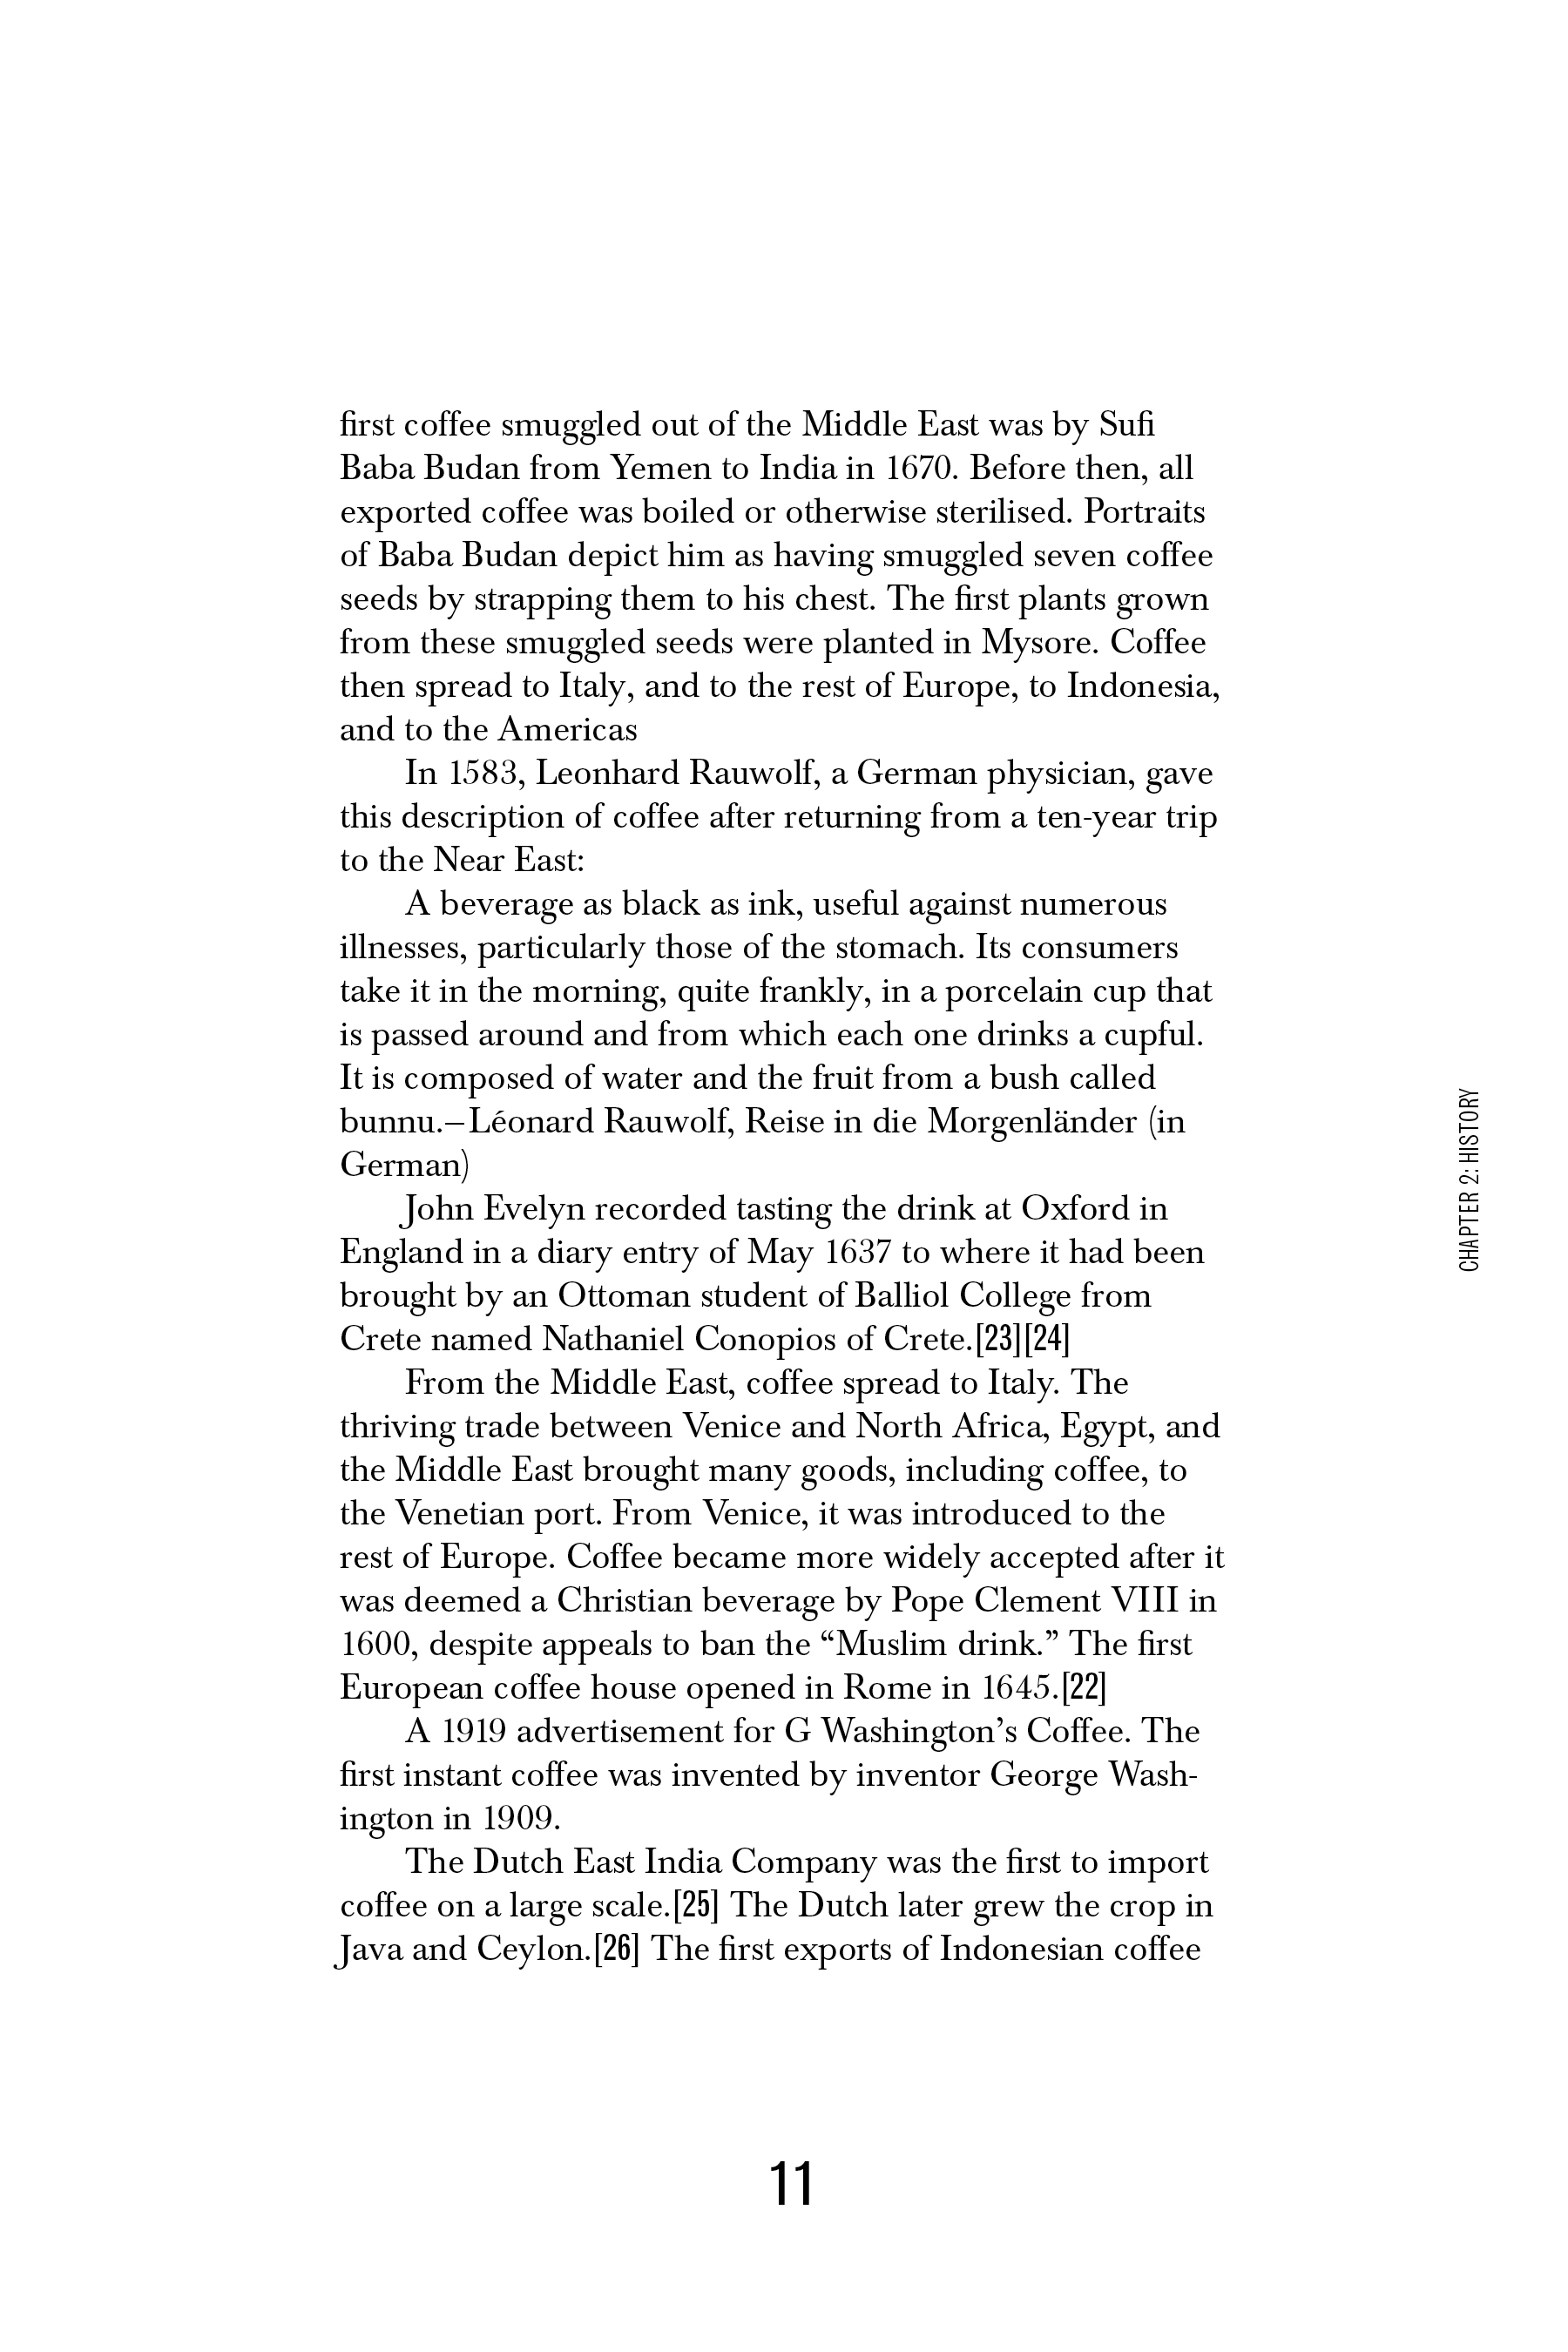 first coffee smuggled out of the Middle East was by Sufi
Baba Budan from Yemen to India in 1670. Before then, all
exported coffee was boiled or otherwise sterilised. Portraits
of Baba Budan depict him as having smuggled seven coffee
seeds by strapping them to his chest. The first plants grown
from these smuggled seeds were planted in Mysore. Coffee
then spread to Italy, and to the rest of Europe, to Indonesia,
and to the Americas
In 1583, Leonhard Rauwolf, a German physician, gave
this description of coffee after returning from a ten-year trip
to the Near East:
A beverage as black as ink, useful against numerous
illnesses, particularly those of the stomach. Its consumers
take it in the morning, quite frankly, in a porcelain cup that
is passed around and from which each one drinks a cupful.
It is composed of water and the fruit from a bush called
bunnu.—Léonard Rauwolf, Reise in die Morgenländer (in
German)
John Evelyn recorded tasting the drink at Oxford in
England in a diary entry of May 1637 to where it had been
brought by an Ottoman student of Balliol College from
Crete named Nathaniel Conopios of Crete.[23][24]
From the Middle East, coffee spread to Italy. The
thriving trade between Venice and North Africa, Egypt, and
the Middle East brought many goods, including coffee, to
the Venetian port. From Venice, it was introduced to the
rest of Europe. Coffee became more widely accepted after it
was deemed a Christian beverage by Pope Clement VIII in
1600, despite appeals to ban the “Muslim drink.” The first
European coffee house opened in Rome in 1645.[22]
A 1919 advertisement for G Washington’s Coffee. The
first instant coffee was invented by inventor George Wash-
ington in 1909.
The Dutch East India Company was the first to import
coffee on a large scale.[25] The Dutch later grew the crop in
Java and Ceylon.[26] The first exports of Indonesian coffee
CHAPTER 2: HISTORY
11